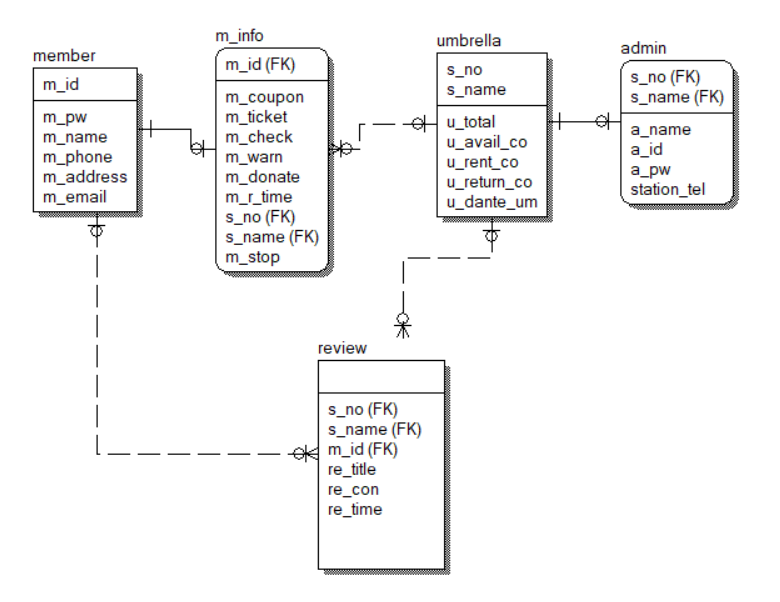 member
m_id
m_pw
m_name
m_phone
m_address
m_email
m_info
m_id (FK)
m_coupon
m_ticket
m_check
m_warn
m_donate
m_r_time
s_no (FK)
s_name (FK)
m_stop
umbrella
s_no
s_name
u_total
u_avail_co
u_rent_co
u_return_co
u_dante_um
admin
s_no (FK)
s_name (FK)
a_name
a_id
a_pw
station_tel
review
s_no (FK)
s_name (FK)
m_id (FK)
re_title
re_con
re_time